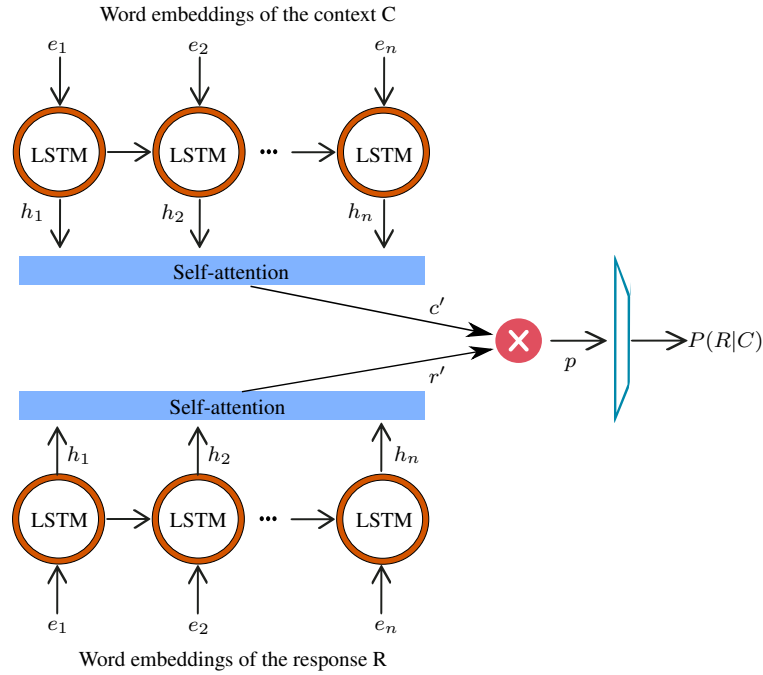 Word embeddings of the context C
e₁ e₂ eₙ
LSTM LSTM ... LSTM
h₁ h₂ hₙ
Self-attention
c′
p P(R|C)
r′
Self-attention
h₁ h₂ hₙ
LSTM LSTM ... LSTM
e₁ e₂ eₙ
Word embeddings of the response R